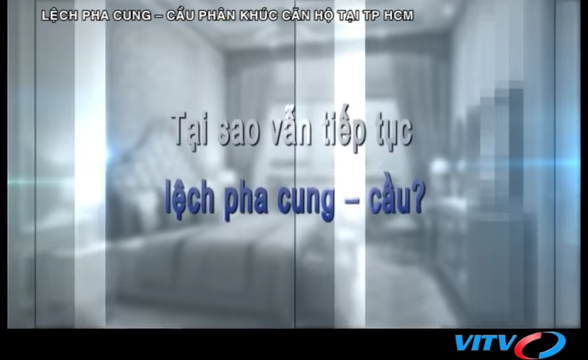 LỆCH PHA CUNG – CẦU PHÂN KHÚC CĂN HỘ TẠI TP HCM
Tại sao vẫn tiếp tục
lệch pha cung – cầu?
VITV